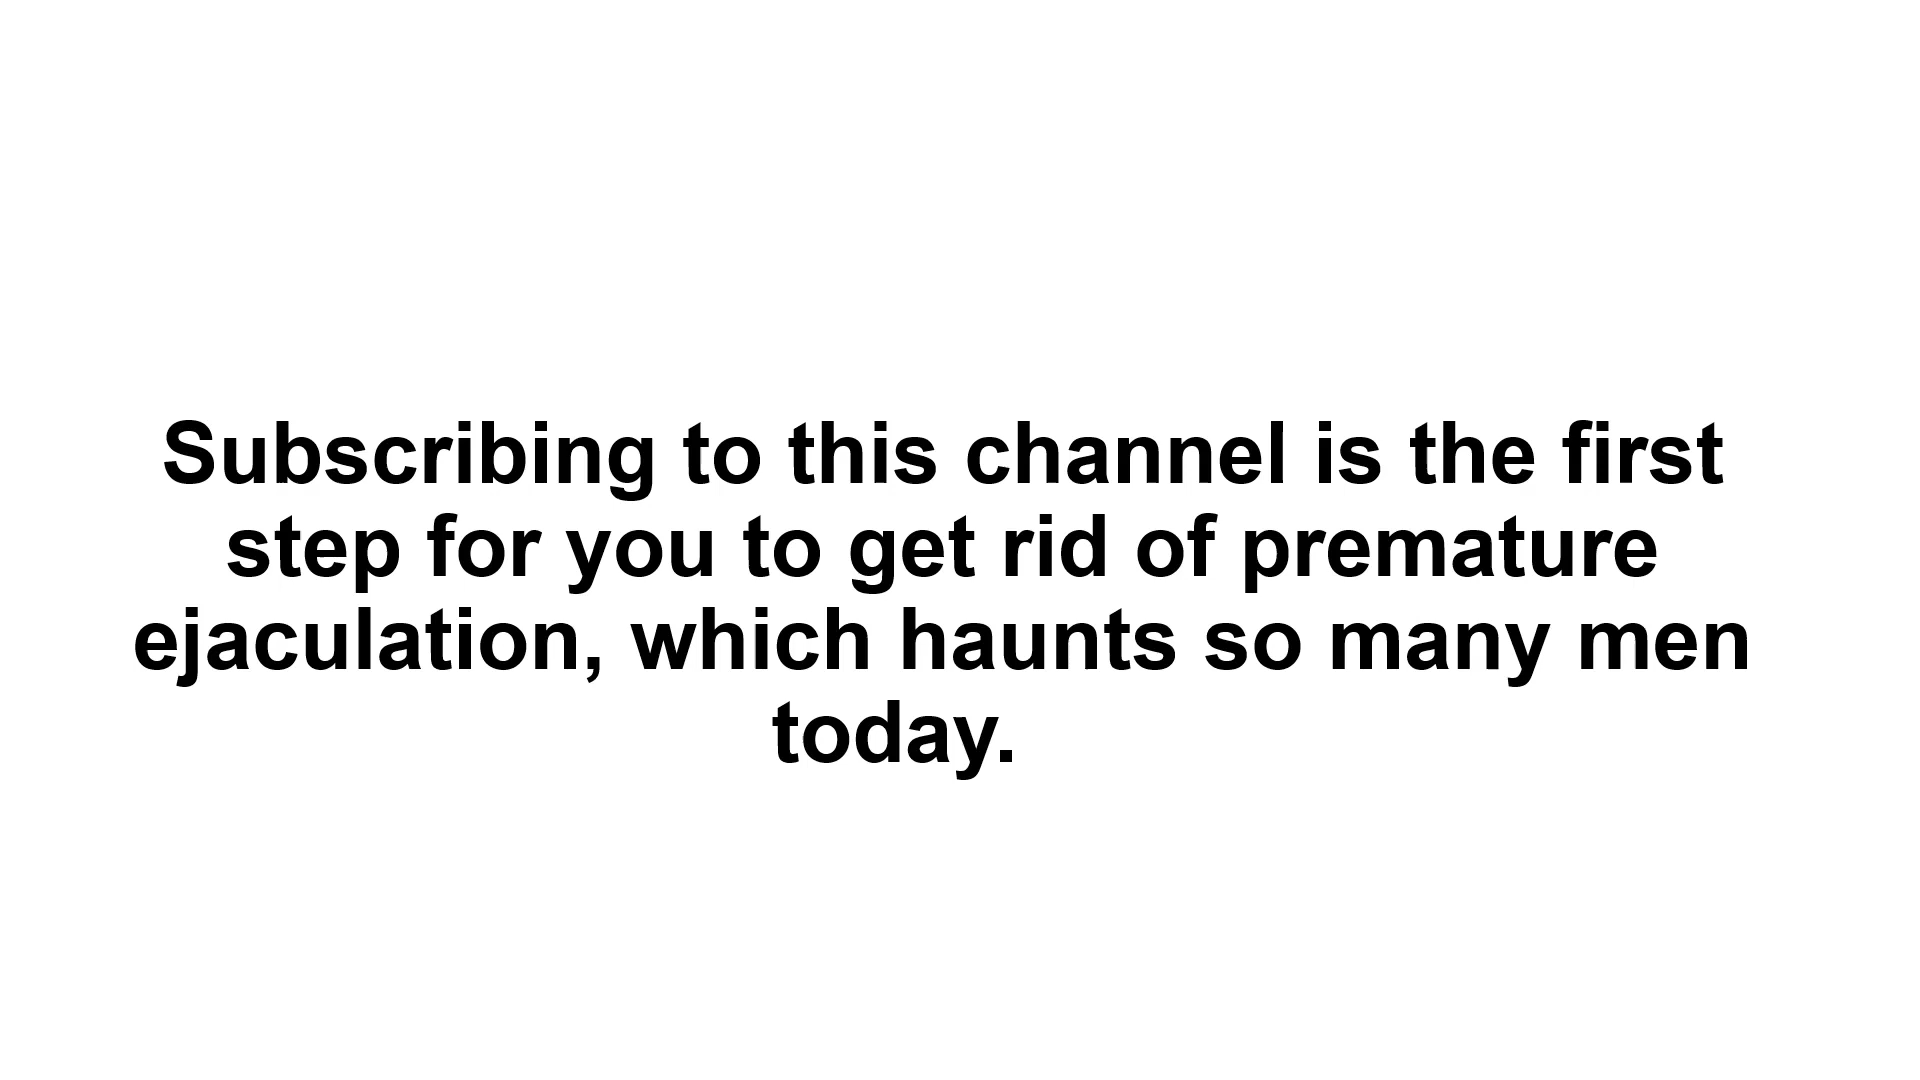 Subscribing to this channel is the first
step for you to get rid of premature
ejaculation, which haunts so many men
today.